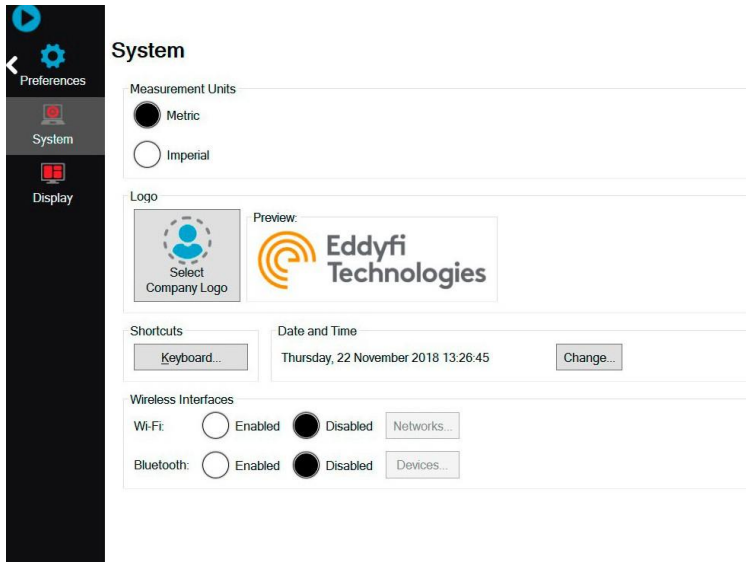 Preferences
System
Display
System
Measurement Units
Metric
Imperial
Logo
Select
Company Logo
Preview:
Eddyfi
Technologies
Shortcuts
Keyboard...
Date and Time
Thursday, 22 November 2018 13:26:45
Change...
Wireless Interfaces
Wi-Fi: Enabled Disabled Networks...
Bluetooth: Enabled Disabled Devices...